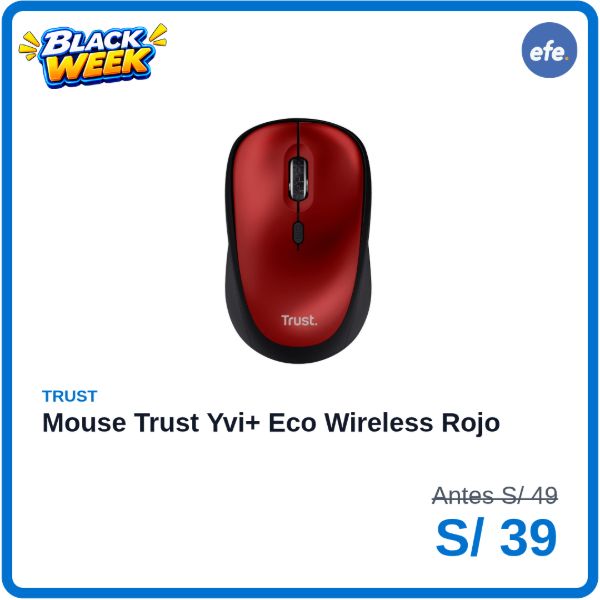 BLACK
WEEK
efe.
Trust.
TRUST
Mouse Trust Yvi+ Eco Wireless Rojo
Antes S/ 49
S/ 39